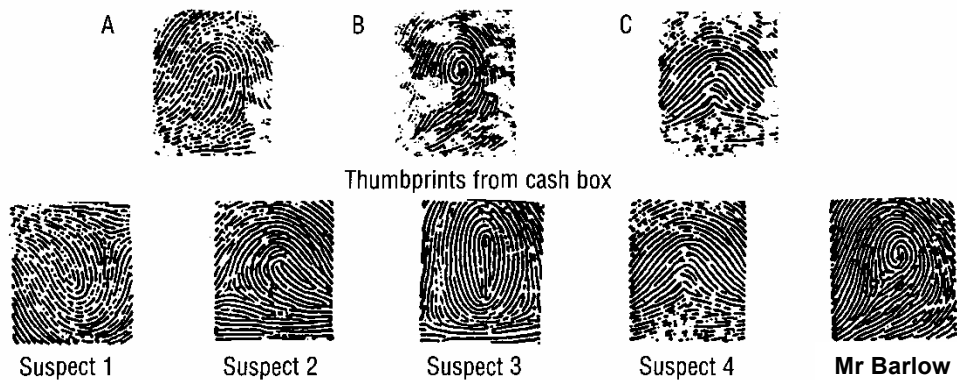 A B C
Thumbprints from cash box
Suspect 1 Suspect 2 Suspect 3 Suspect 4 Mr Barlow